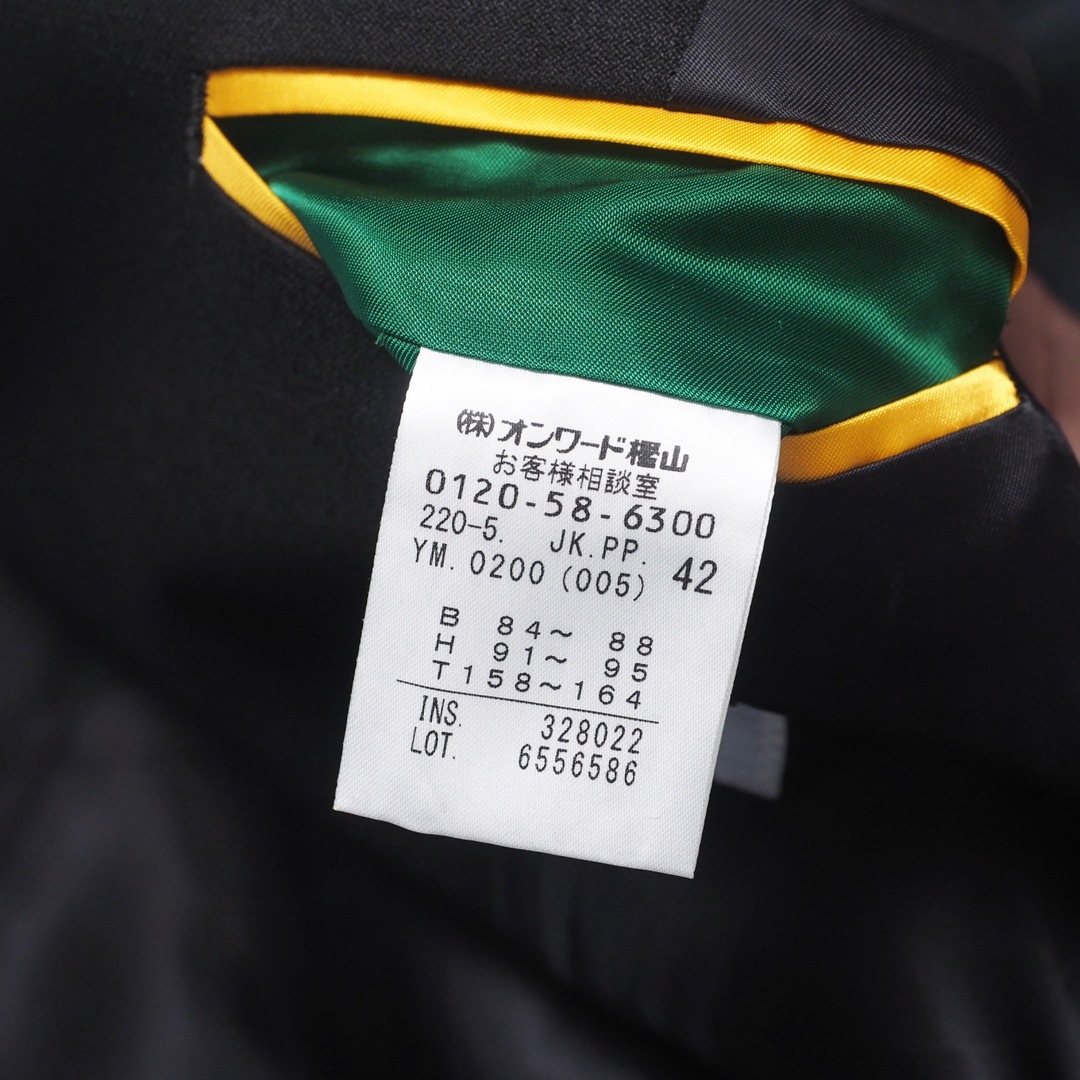 (株)オンワード樫山
お客様相談室
0120-58-6300
220-5. JK.PP. 42
YM. 0200 (005)
B 84～ 88
H 91～ 95
T158～164
INS. 328022
LOT. 6556586